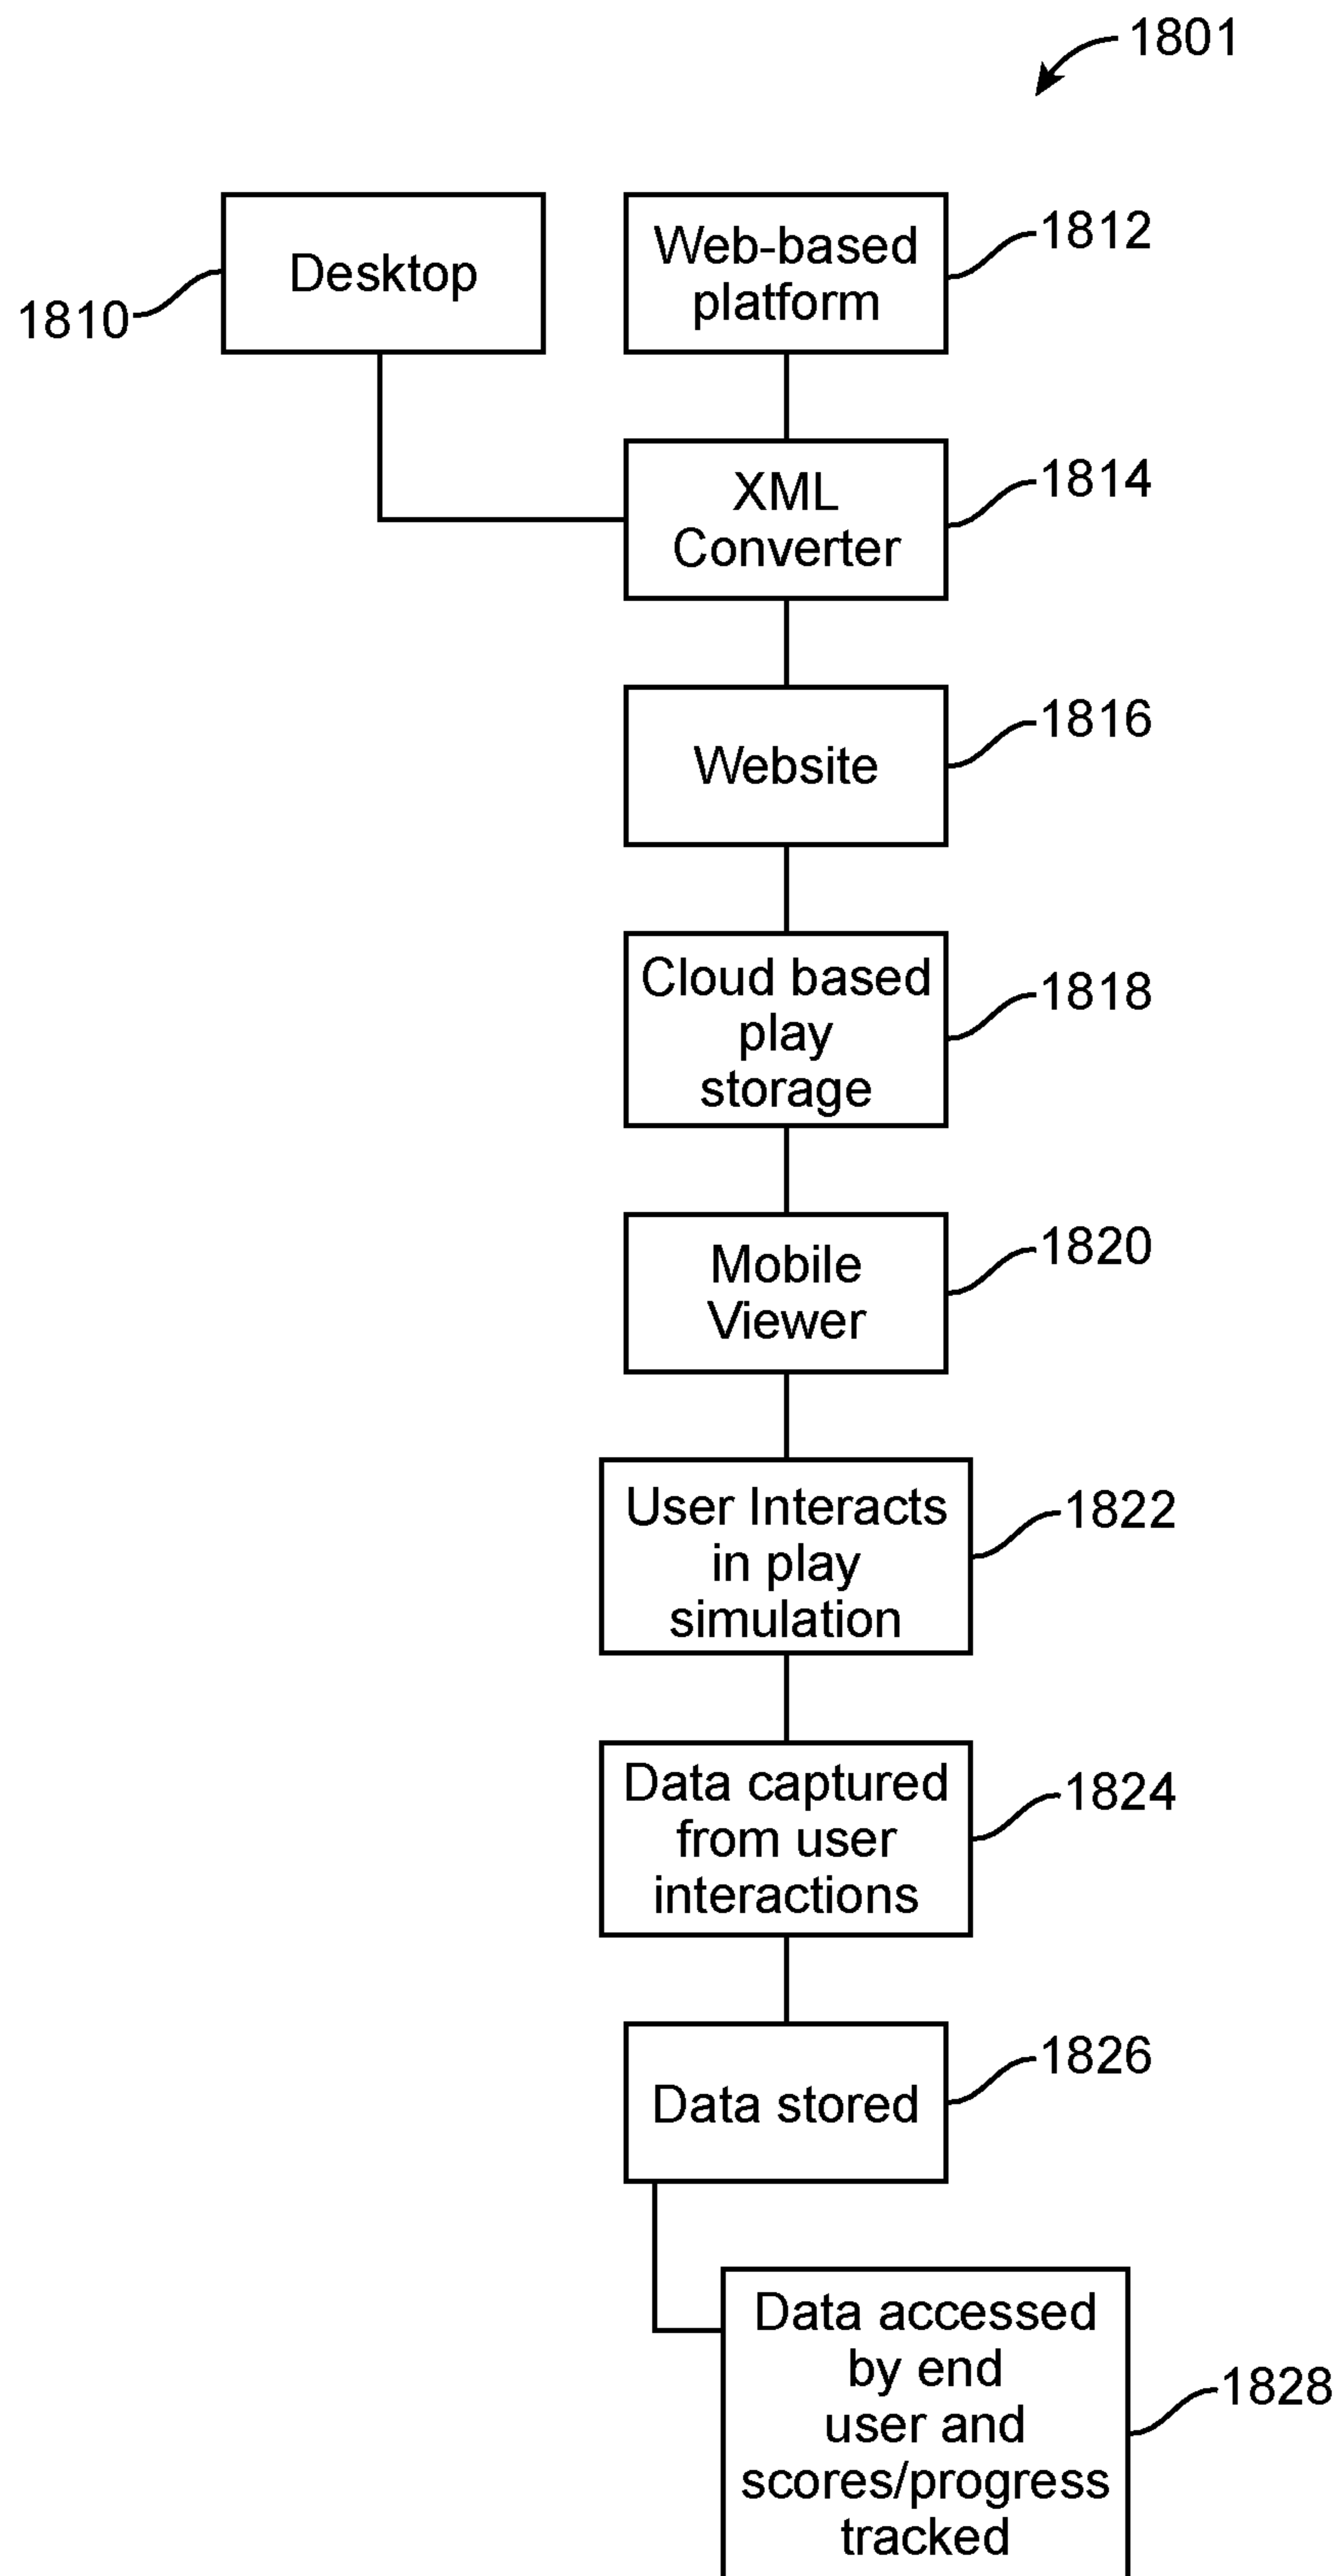 1801
Desktop
1810
Web-based
platform
1812
XML
Converter
1814
Website
1816
Cloud based
play
storage
1818
Mobile
Viewer
1820
User Interacts
in play
simulation
1822
Data captured
from user
interactions
1824
Data stored
1826
Data accessed
by end
user and
scores/progress
tracked
1828